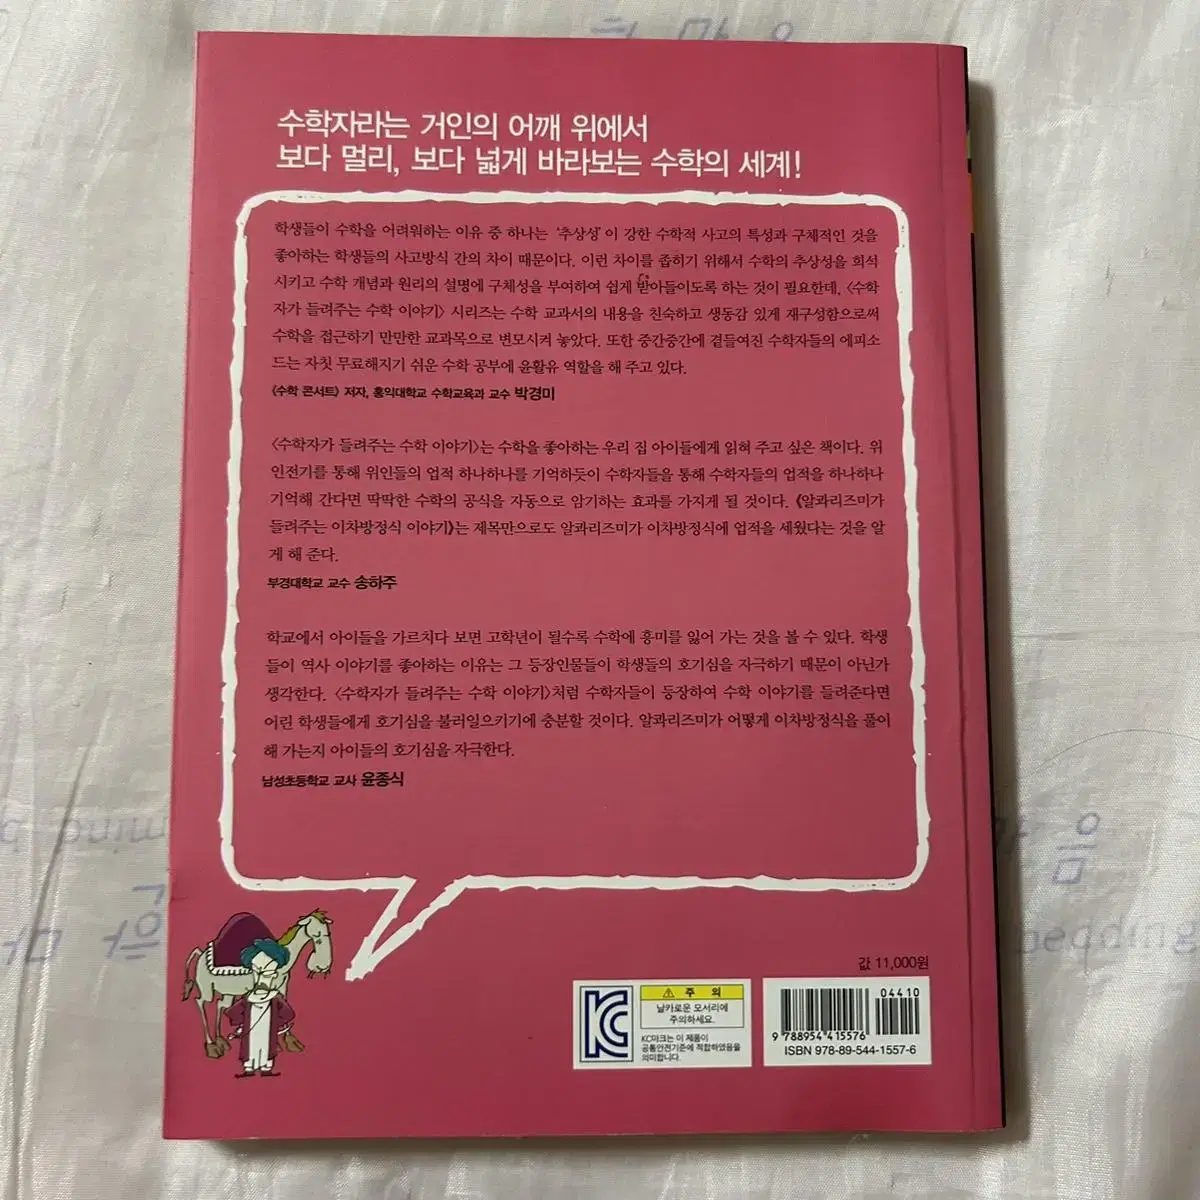 수학자라는 거인의 어깨 위에서
보다 멀리, 보다 넓게 바라보는 수학의 세계!
학생들이 수학을 어려워하는 이유 중 하나는 '추상성'이 강한 수학적 사고의 특성과 구체적인 것을
좋아하는 학생들의 사고방식 간의 차이 때문이다. 이런 차이를 좁히기 위해서 수학의 추상성을 희석
시키고 수학 개념과 원리의 설명에 구체성을 부여하여 쉽게 받아들이도록 하는 것이 필요한데, 〈수학
자가 들려주는 수학 이야기〉 시리즈는 수학 교과서의 내용을 친숙하고 생동감 있게 재구성함으로써
수학을 접근하기 만만한 교과목으로 변모시켜 놓았다. 또한 중간중간에 곁들여진 수학자들의 에피소
드는 자칫 무료해지기 쉬운 수학 공부에 윤활유 역할을 해 주고 있다.
《수학 콘서트》 저자, 홍익대학교 수학교육과 교수 박경미
〈수학자가 들려주는 수학 이야기〉는 수학을 좋아하는 우리 집 아이들에게 읽혀 주고 싶은 책이다. 위
인전기를 통해 위인들의 업적 하나하나를 기억하듯이 수학자들을 통해 수학자들의 업적을 하나하나
기억해 간다면 딱딱한 수학의 공식을 자동으로 암기하는 효과를 가지게 될 것이다. 《알콰리즈미가
들려주는 이차방정식 이야기》는 제목만으로도 알콰리즈미가 이차방정식에 업적을 세웠다는 것을 알
게 해 준다.
부경대학교 교수 송하주
학교에서 아이들을 가르치다 보면 고학년이 될수록 수학에 흥미를 잃어 가는 것을 볼 수 있다. 학생
들이 역사 이야기를 좋아하는 이유는 그 등장인물들이 학생들의 호기심을 자극하기 때문이 아닌가
생각한다. 〈수학자가 들려주는 수학 이야기〉처럼 수학자들이 등장하여 수학 이야기를 들려준다면
어린 학생들에게 호기심을 불러일으키기에 충분할 것이다. 알콰리즈미가 어떻게 이차방정식을 풀이
해 가는지 아이들의 호기심을 자극한다.
남성초등학교 교사 윤종식
값 11,000원
KC
주 의
날카로운 모서리에
주의하세요.
KC마크는 이 제품이
공통안전기준에 적합하였음을
의미합니다.
04410
9 788954 415576
ISBN 978-89-544-1557-6